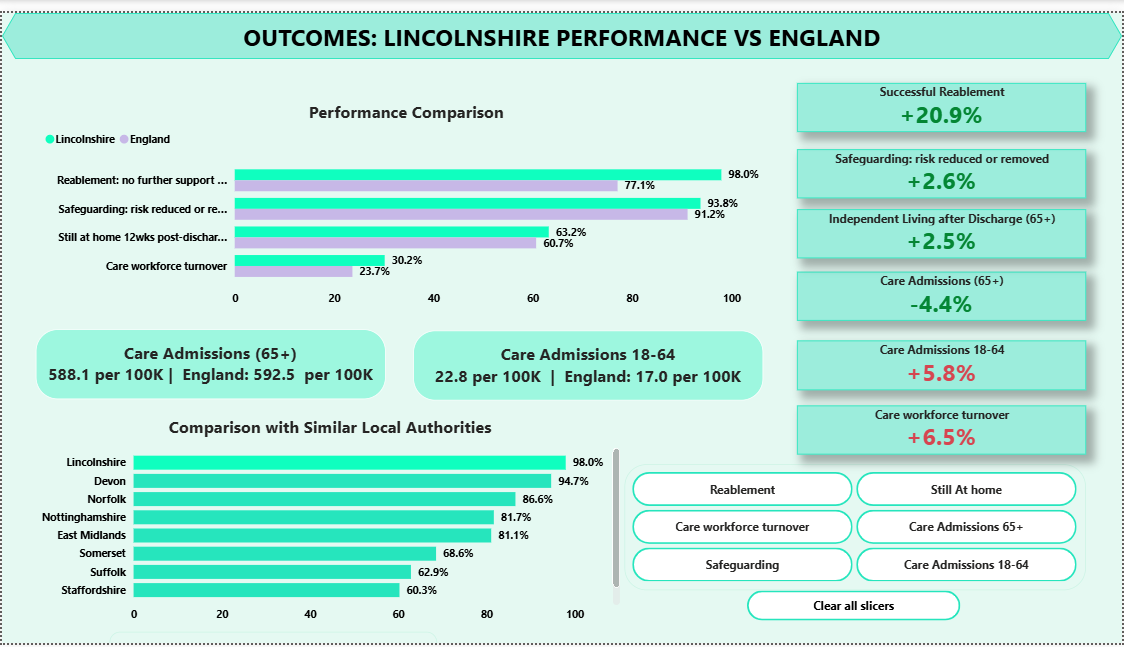 OUTCOMES: LINCOLNSHIRE PERFORMANCE VS ENGLAND
Performance Comparison
Lincolnshire England
Reablement: no further support ... 98.0%
77.1%
Safeguarding: risk reduced or re... 93.8%
91.2%
Still at home 12wks post-dischar... 63.2%
60.7%
Care workforce turnover 30.2%
23.7%
0 20 40 60 80 100
Care Admissions (65+)
588.1 per 100K | England: 592.5 per 100K
Care Admissions 18-64
22.8 per 100K | England: 17.0 per 100K
Comparison with Similar Local Authorities
Lincolnshire 98.0%
Devon 94.7%
Norfolk 86.6%
Nottinghamshire 81.7%
East Midlands 81.1%
Somerset 68.6%
Suffolk 62.9%
Staffordshire 60.3%
0 20 40 60 80 100
Successful Reablement
+20.9%
Safeguarding: risk reduced or removed
+2.6%
Independent Living after Discharge (65+)
+2.5%
Care Admissions (65+)
-4.4%
Care Admissions 18-64
+5.8%
Care workforce turnover
+6.5%
Reablement Still At home
Care workforce turnover Care Admissions 65+
Safeguarding Care Admissions 18-64
Clear all slicers